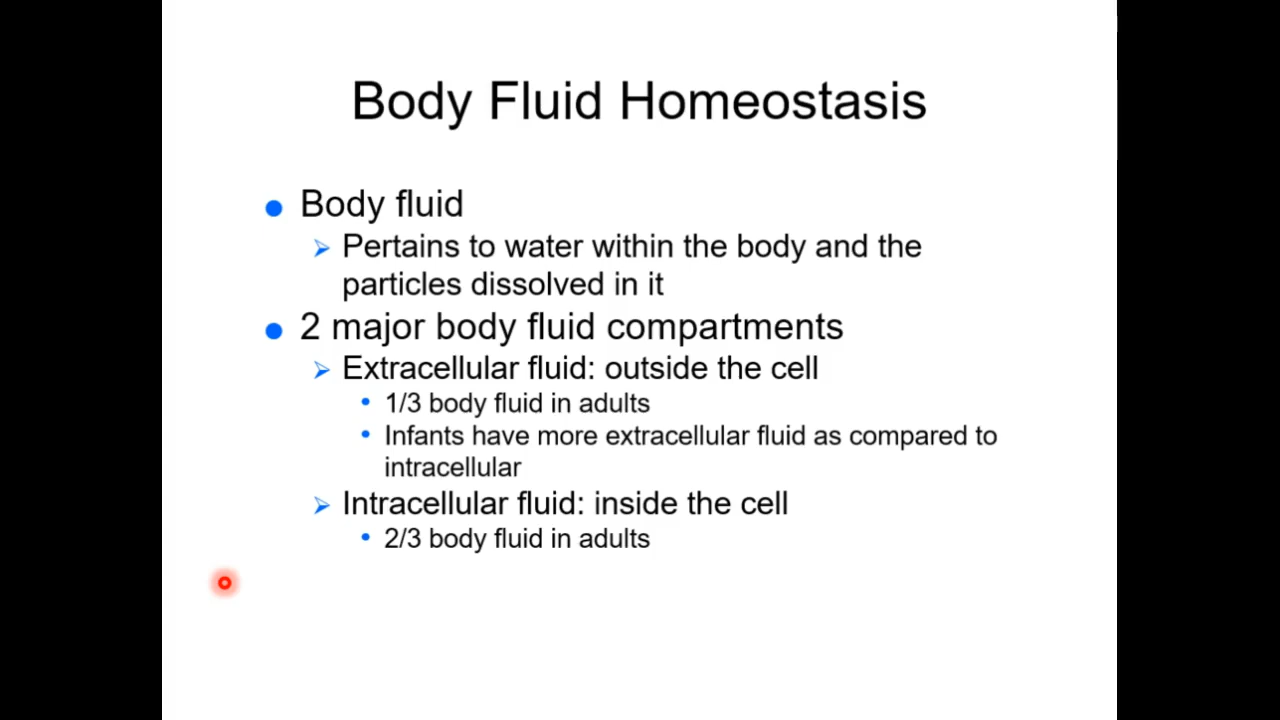 Body Fluid Homeostasis
Body fluid
Pertains to water within the body and the
particles dissolved in it
2 major body fluid compartments
Extracellular fluid: outside the cell
1/3 body fluid in adults
Infants have more extracellular fluid as compared to
intracellular
Intracellular fluid: inside the cell
2/3 body fluid in adults